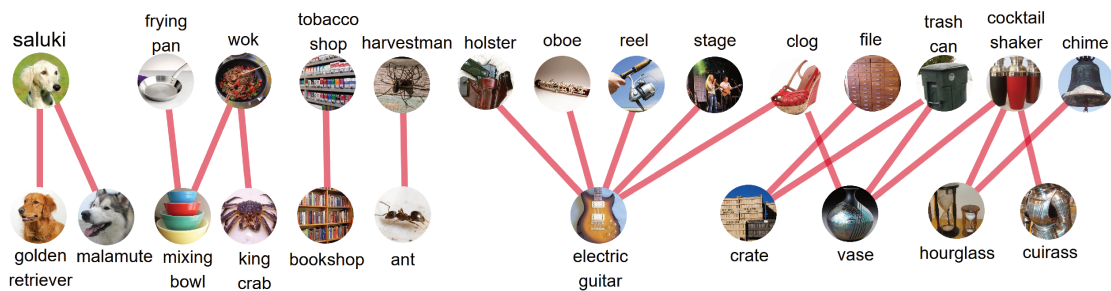 saluki
frying
pan
wok
tobacco
shop
harvestman
holster
oboe
reel
stage
clog
file
trash
can
cocktail
shaker
chime
golden
retriever
malamute
mixing
bowl
king
crab
bookshop
ant
electric
guitar
crate
vase
hourglass
cuirass